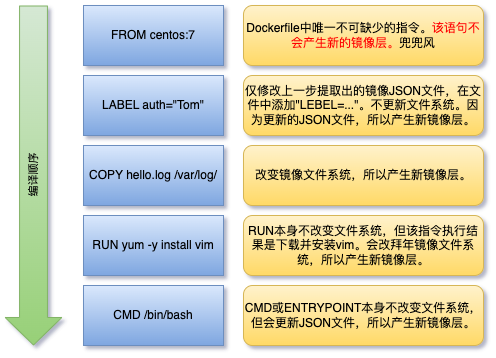 编译顺序
FROM centos:7
Dockerfile中唯一不可缺少的指令。该语句不
会产生新的镜像层。兜兜风
LABEL auth="Tom"
仅修改上一步提取出的镜像JSON文件，在文
件中添加"LEBEL=..."。不更新文件系统。因
为更新的JSON文件，所以产生新镜像层。
COPY hello.log /var/log/
改变镜像文件系统，所以产生新镜像层。
RUN yum -y install vim
RUN本身不改变文件系统，但该指令执行结
果是下载并安装vim。会改拜年镜像文件系
统，所以产生新镜像层。
CMD /bin/bash
CMD或ENTRYPOINT本身不改变文件系统，
但会更新JSON文件，所以产生新镜像层。